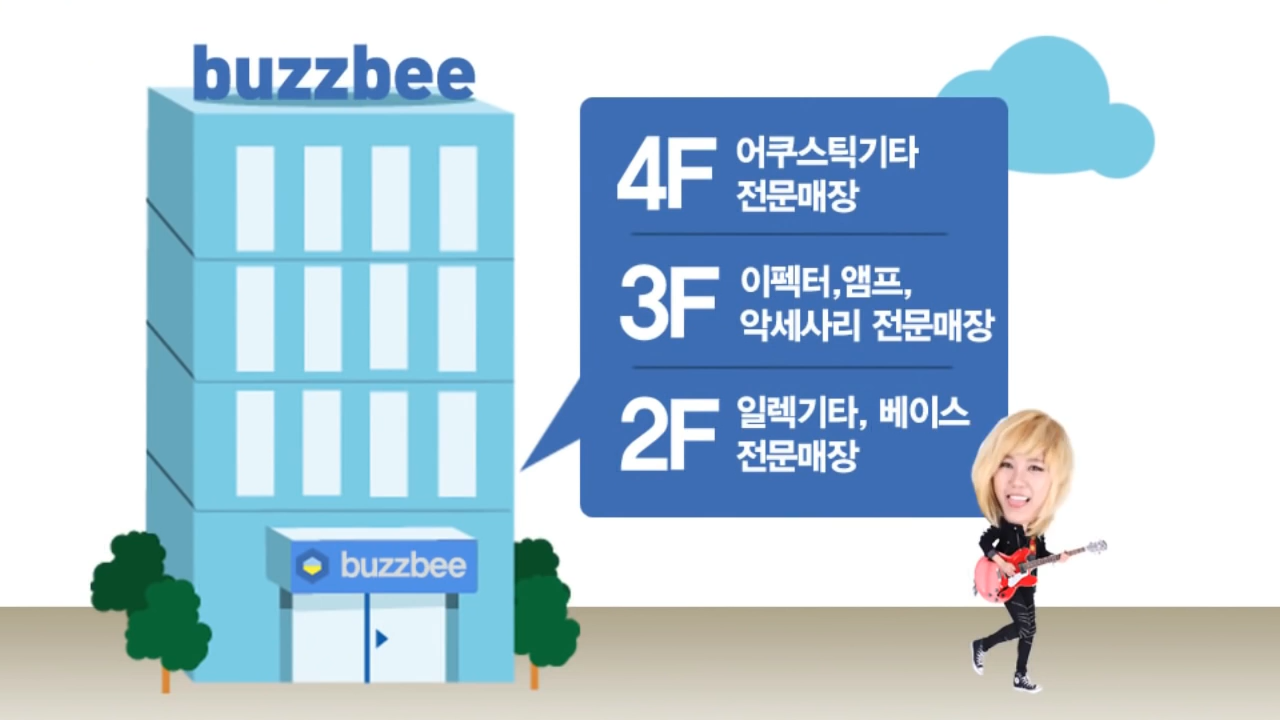 buzzbee
4F 어쿠스틱기타
전문매장
3F 이펙터,앰프,
악세사리 전문매장
2F 일렉기타, 베이스
전문매장
buzzbee